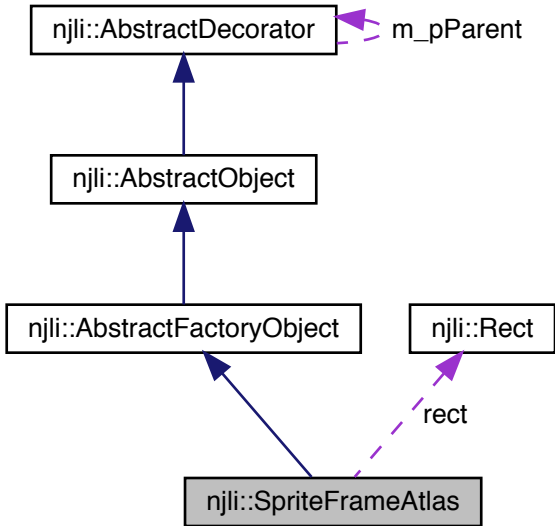 njli::AbstractDecorator
m_pParent
njli::AbstractObject
njli::AbstractFactoryObject
njli::Rect
rect
njli::SpriteFrameAtlas